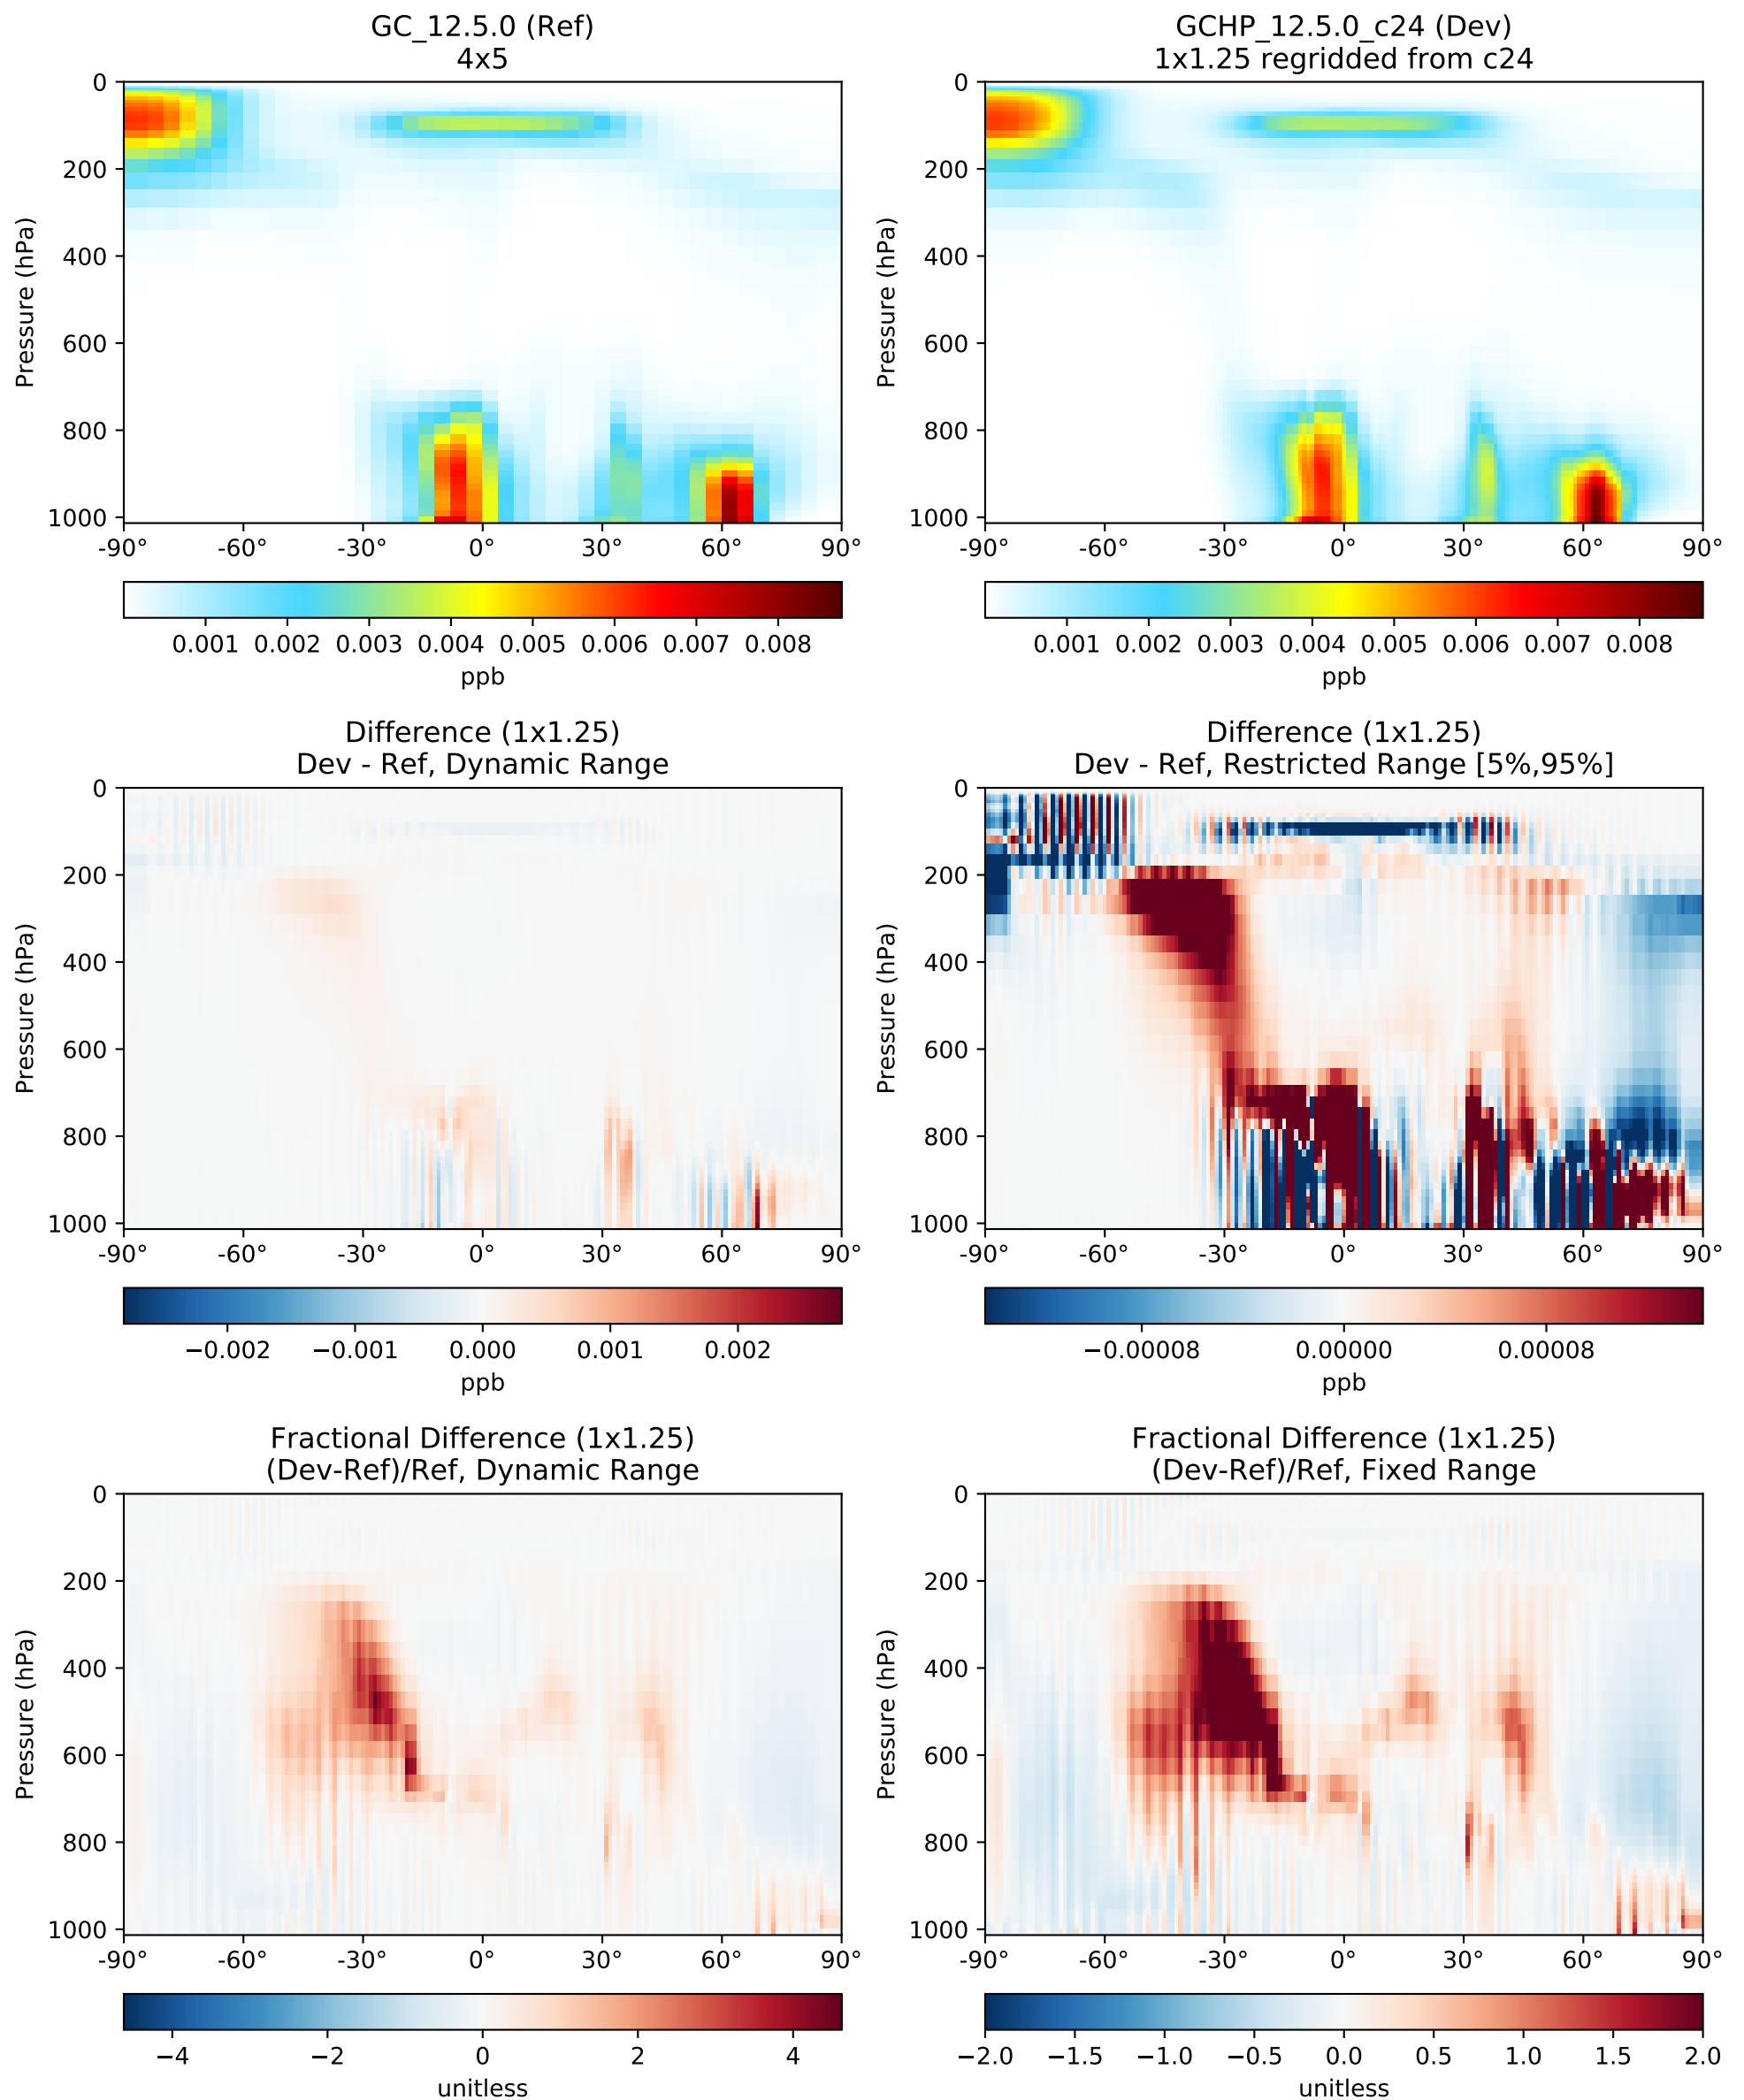 GC_12.5.0 (Ref)
4x5
0
200
400
600
800
1000
Pressure (hPa)
-90° -60° -30° 0° 30° 60° 90°
0.001 0.002 0.003 0.004 0.005 0.006 0.007 0.008
ppb
GCHP_12.5.0_c24 (Dev)
1x1.25 regridded from c24
0
200
400
600
800
1000
Pressure (hPa)
-90° -60° -30° 0° 30° 60° 90°
0.001 0.002 0.003 0.004 0.005 0.006 0.007 0.008
ppb
Difference (1x1.25)
Dev - Ref, Dynamic Range
0
200
400
600
800
1000
Pressure (hPa)
-90° -60° -30° 0° 30° 60° 90°
−0.002 −0.001 0.000 0.001 0.002
ppb
Difference (1x1.25)
Dev - Ref, Restricted Range [5%,95%]
0
200
400
600
800
1000
Pressure (hPa)
-90° -60° -30° 0° 30° 60° 90°
−0.00008 0.00000 0.00008
ppb
Fractional Difference (1x1.25)
(Dev-Ref)/Ref, Dynamic Range
0
200
400
600
800
1000
Pressure (hPa)
-90° -60° -30° 0° 30° 60° 90°
−4 −2 0 2 4
unitless
Fractional Difference (1x1.25)
(Dev-Ref)/Ref, Fixed Range
0
200
400
600
800
1000
Pressure (hPa)
-90° -60° -30° 0° 30° 60° 90°
−2.0 −1.5 −1.0 −0.5 0.0 0.5 1.0 1.5 2.0
unitless